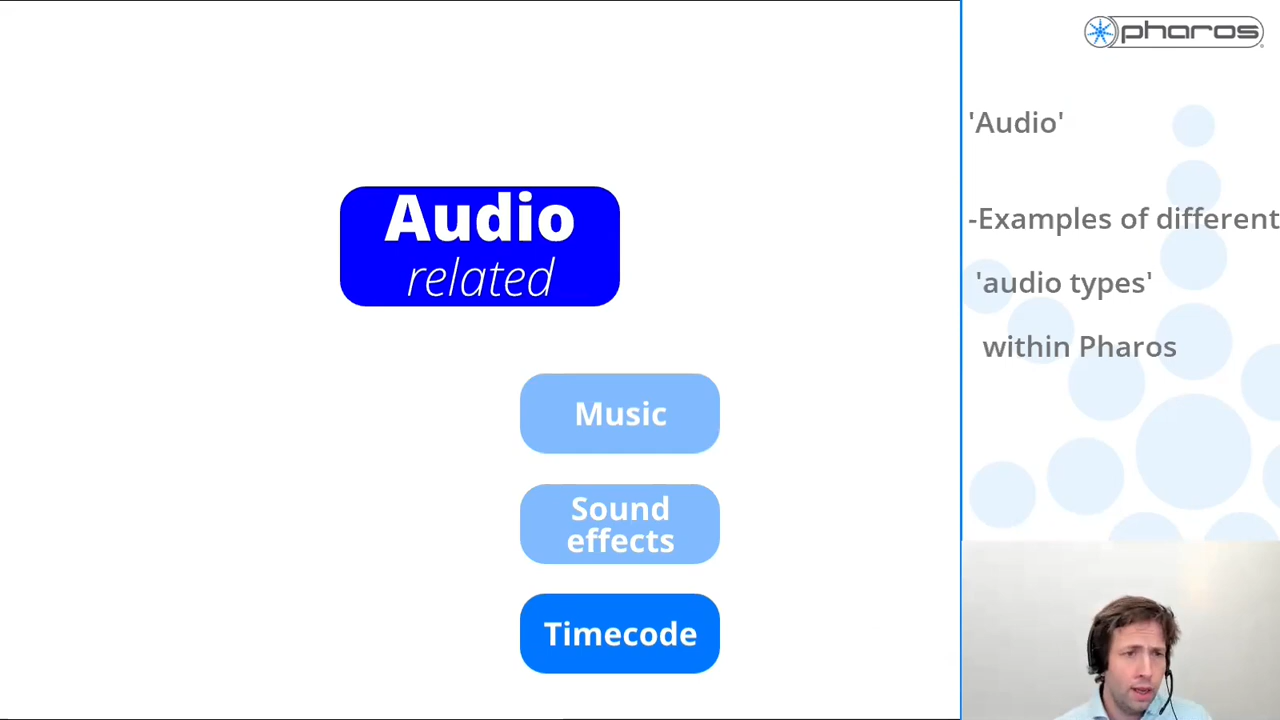 pharos
'Audio'
-Examples of different
'audio types'
within Pharos
Audio
related
Music
Sound
effects
Timecode